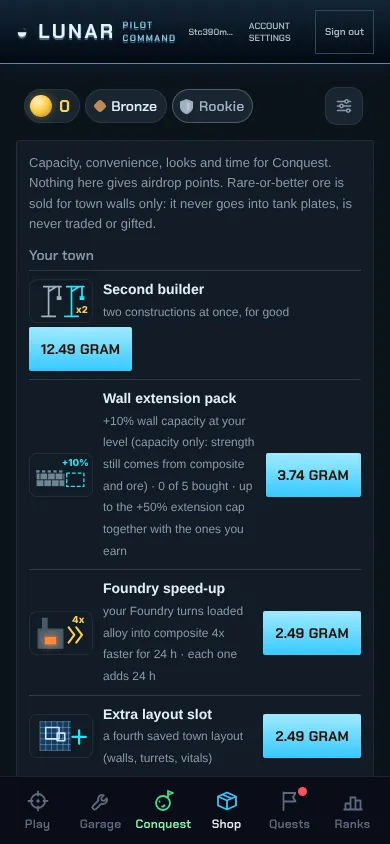 LUNAR PILOT COMMAND Stc390m... ACCOUNT SETTINGS Sign out
0 Bronze Rookie
Capacity, convenience, looks and time for Conquest.
Nothing here gives airdrop points. Rare-or-better ore is
sold for town walls only: it never goes into tank plates, is
never traded or gifted.
Your town
x2
Second builder
two constructions at once, for good
12.49 GRAM
Wall extension pack
+10% wall capacity at your
level (capacity only: strength
still comes from composite
and ore) · 0 of 5 bought · up
to the +50% extension cap
together with the ones you
earn
+10%
3.74 GRAM
Foundry speed-up
your Foundry turns loaded
alloy into composite 4x
faster for 24 h · each one
adds 24 h
4x
2.49 GRAM
Extra layout slot
a fourth saved town layout
(walls, turrets, vitals)
2.49 GRAM
Play Garage Conquest Shop Quests Ranks